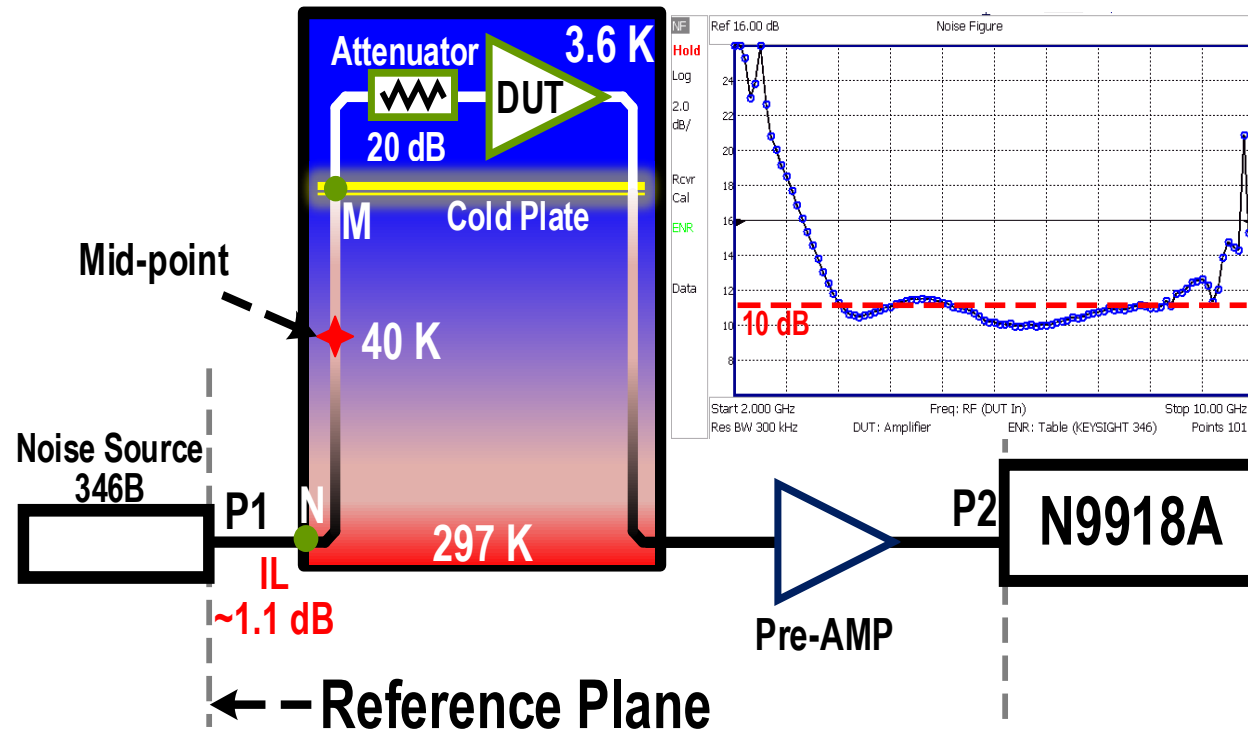 3.6 K
Attenuator
DUT
20 dB
M
Cold Plate
Mid-point
40 K
Noise Source
346B
P1
N
IL
~1.1 dB
297 K
Pre-AMP
P2
N9918A
Reference Plane
NF
Hold
Log
2.0
dB/
Rcvr
Cal
ENR
Data
Ref 16.00 dB
Noise Figure
24
22
20
18
16
14
12
10
8
10 dB
Start 2.000 GHz
Freq: RF (DUT In)
Stop 10.00 GHz
Res BW 300 kHz
DUT: Amplifier
ENR: Table (KEYSIGHT 346)
Points 101